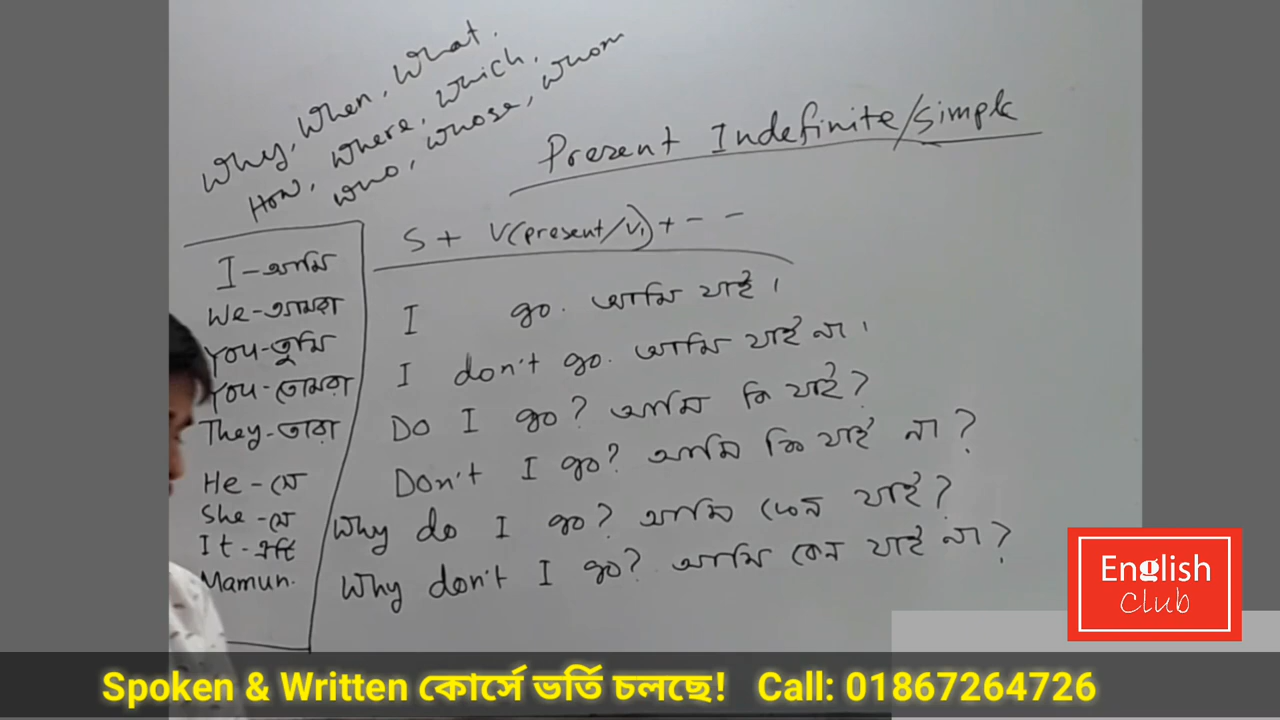 Why, When, What.
How, Where, Which,
Who, Whose, Whom
Present Indefinite/Simple
S + V(present/V₁) + - -
I - আমি
We - আমরা
You - তুমি
You - তোমরা
They - তারা
He - সে
She - সে
It - এটি
Mamun.
I go. আমি যাই।
I don't go. আমি যাই না।
Do I go? আমি কি যাই?
Don't I go? আমি কি যাই না?
Why do I go? আমি কেন যাই?
Why don't I go? আমি কেন যাই না?
English
Club
Spoken & Written কোর্সে ভর্তি চলছে! Call: 01867264726